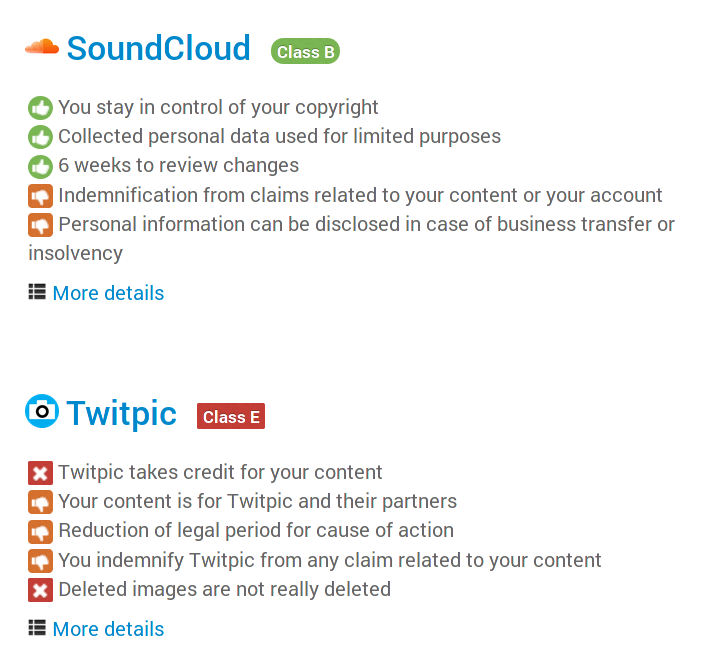 SoundCloud Class B
You stay in control of your copyright
Collected personal data used for limited purposes
6 weeks to review changes
Indemnification from claims related to your content or your account
Personal information can be disclosed in case of business transfer or
insolvency
More details
Twitpic Class E
Twitpic takes credit for your content
Your content is for Twitpic and their partners
Reduction of legal period for cause of action
You indemnify Twitpic from any claim related to your content
Deleted images are not really deleted
More details